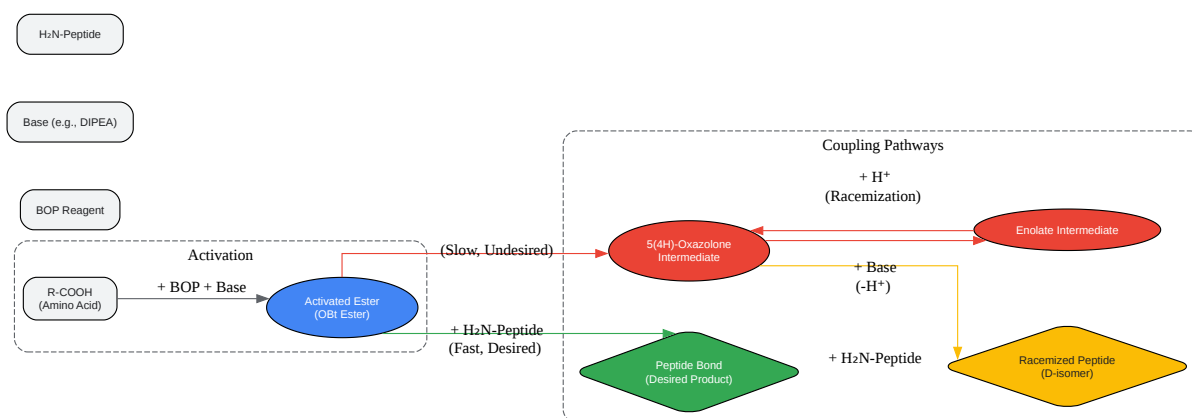 H₂N-Peptide
Base (e.g., DIPEA)
BOP Reagent
Activation
R-COOH
(Amino Acid)
+ BOP + Base
Activated Ester
(OBt Ester)
(Slow, Undesired)
+ H₂N-Peptide
(Fast, Desired)
Coupling Pathways
+ H⁺
(Racemization)
5(4H)-Oxazolone
Intermediate
Enolate Intermediate
+ Base
(-H⁺)
Peptide Bond
(Desired Product)
+ H₂N-Peptide
Racemized Peptide
(D-isomer)